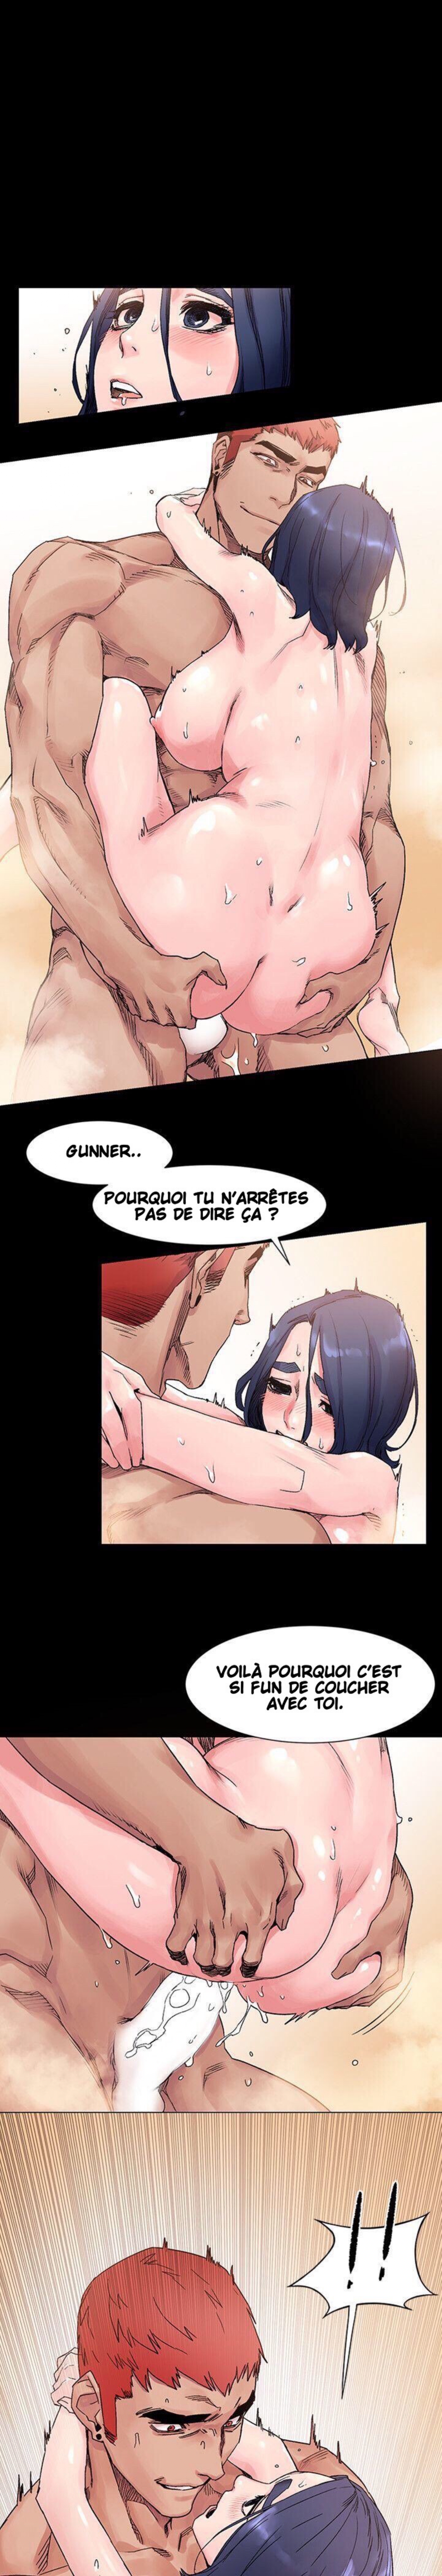 GUNNER..
POURQUOI TU N'ARRÊTES
PAS DE DIRE ÇA ?
VOILÀ POURQUOI C'EST
SI FUN DE COUCHER
AVEC TOI.
!!